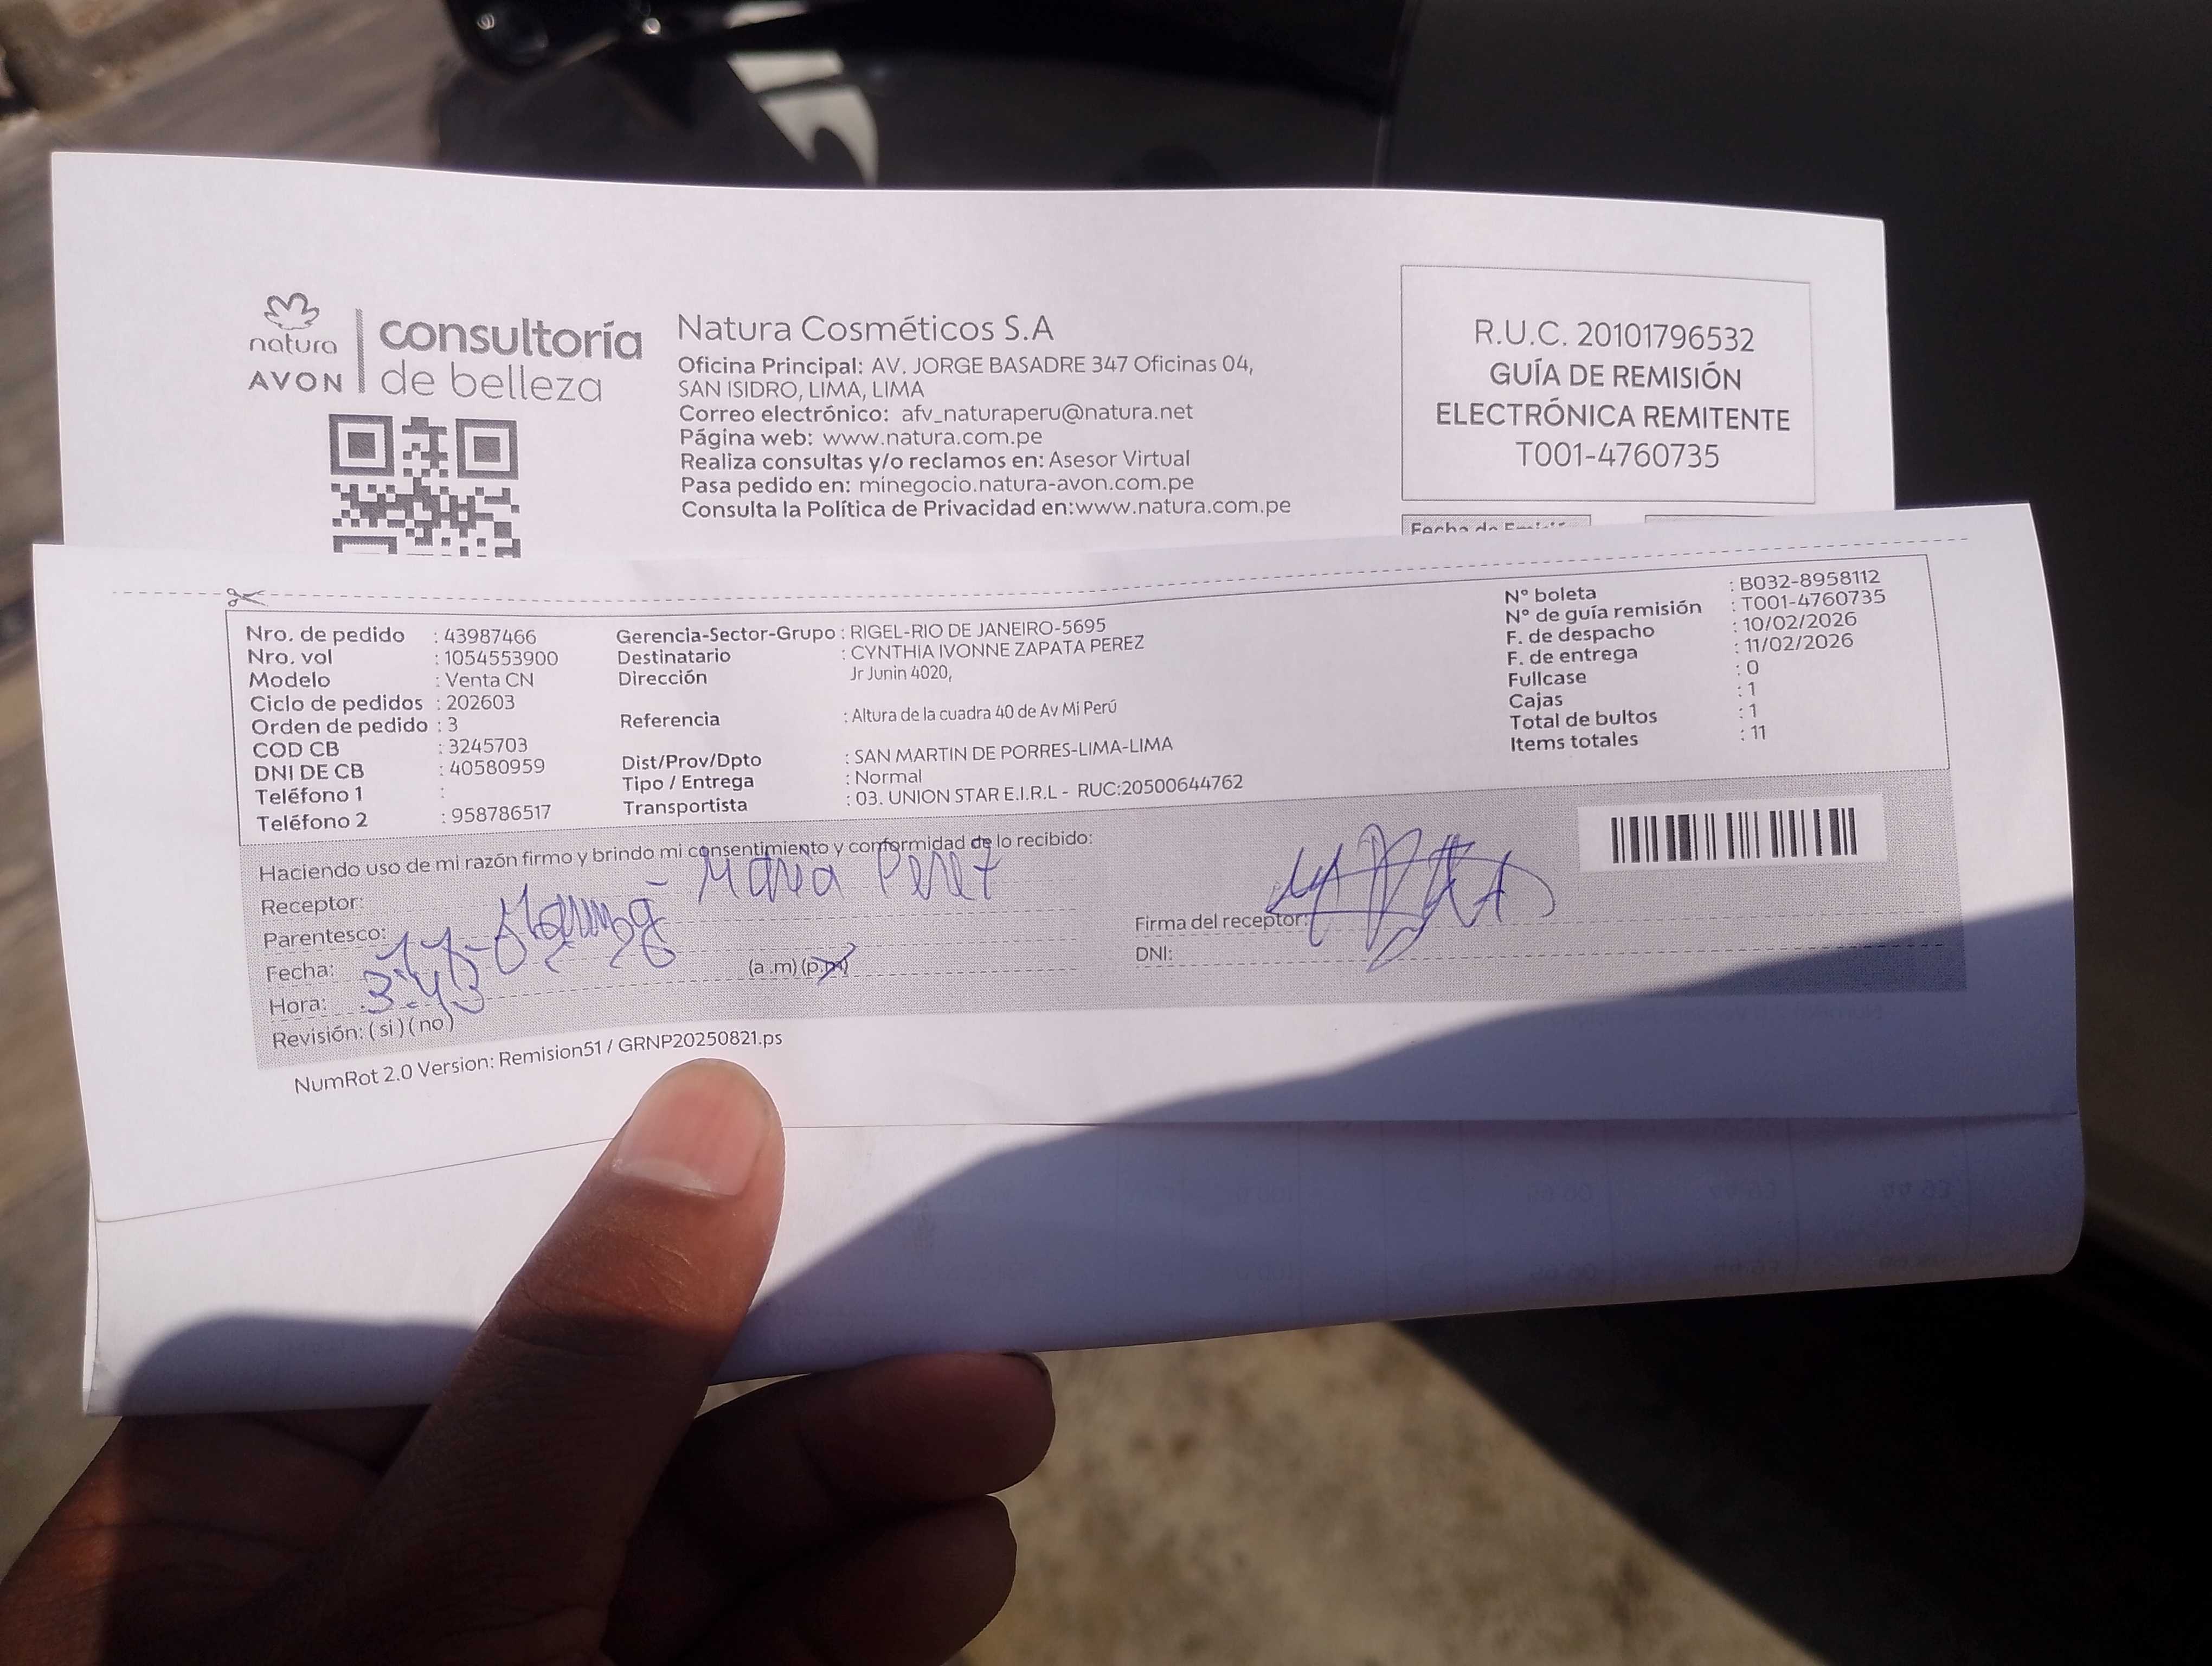 natura
AVON
consultoría
de belleza
Natura Cosméticos S.A
Oficina Principal: AV. JORGE BASADRE 347 Oficinas 04,
SAN ISIDRO, LIMA, LIMA
Correo electrónico: afv_naturaperu@natura.net
Página web: www.natura.com.pe
Realiza consultas y/o reclamos en: Asesor Virtual
Pasa pedido en: minegocio.natura-avon.com.pe
Consulta la Política de Privacidad en:www.natura.com.pe
R.U.C. 20101796532
GUÍA DE REMISIÓN
ELECTRÓNICA REMITENTE
T001-4760735
Fecha de
Nro. de pedido : 43987466
Nro. vol : 1054553900
Modelo : Venta CN
Ciclo de pedidos : 202603
Orden de pedido : 3
COD CB : 3245703
DNI DE CB : 40580959
Teléfono 1 :
Teléfono 2 : 958786517
Gerencia-Sector-Grupo : RIGEL-RIO DE JANEIRO-5695
Destinatario : CYNTHIA IVONNE ZAPATA PEREZ
Dirección Jr Junin 4020,
Referencia : Altura de la cuadra 40 de Av Mi Perú
Dist/Prov/Dpto : SAN MARTIN DE PORRES-LIMA-LIMA
Tipo / Entrega : Normal
Transportista : 03. UNION STAR E.I.R.L - RUC:20500644762
N° boleta : B032-8958112
N° de guía remisión : T001-4760735
F. de despacho : 10/02/2026
F. de entrega : 11/02/2026
Fullcase : 0
Cajas : 1
Total de bultos : 1
Items totales : 11
Haciendo uso de mi razón firmo y brindo mi consentimiento y conformidad de lo recibido:
Receptor: Maria Perez
Parentesco:
Fecha:
Hora: 3:43 (a.m) (p.m)
Revisión: (si) (no)
Firma del receptor:
DNI:
NumRot 2.0 Version: Remision51 / GRNP20250821.ps